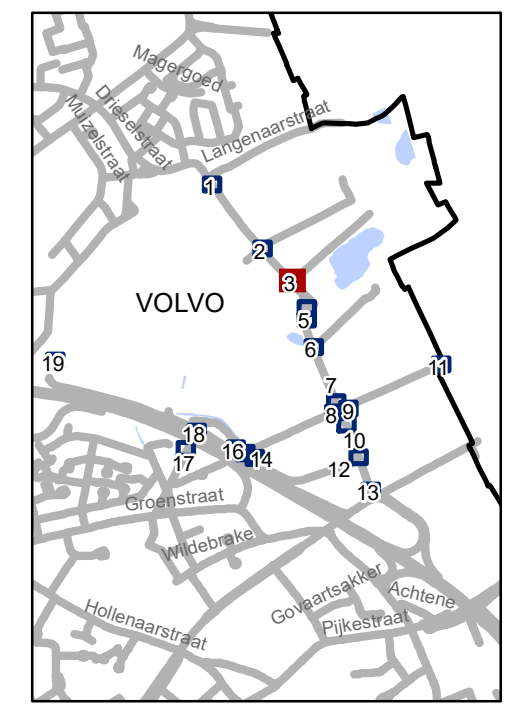 Magergoed
Drieselstraat
Muizelstraat
Langenaarstraat
1
2
3
VOLVO
5
6
19
11
7
8
9
18
16
10
17
14
12
13
Groenstraat
Wildebrake
Govaartsakker
Achtene
Hollenaarstraat
Pijkestraat